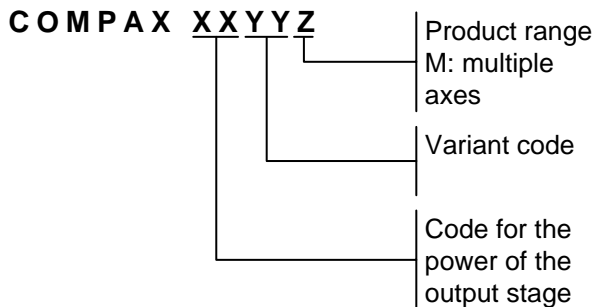 COMPAX XXYYZ
Product range
M: multiple
axes
Variant code
Code for the
power of the
output stage